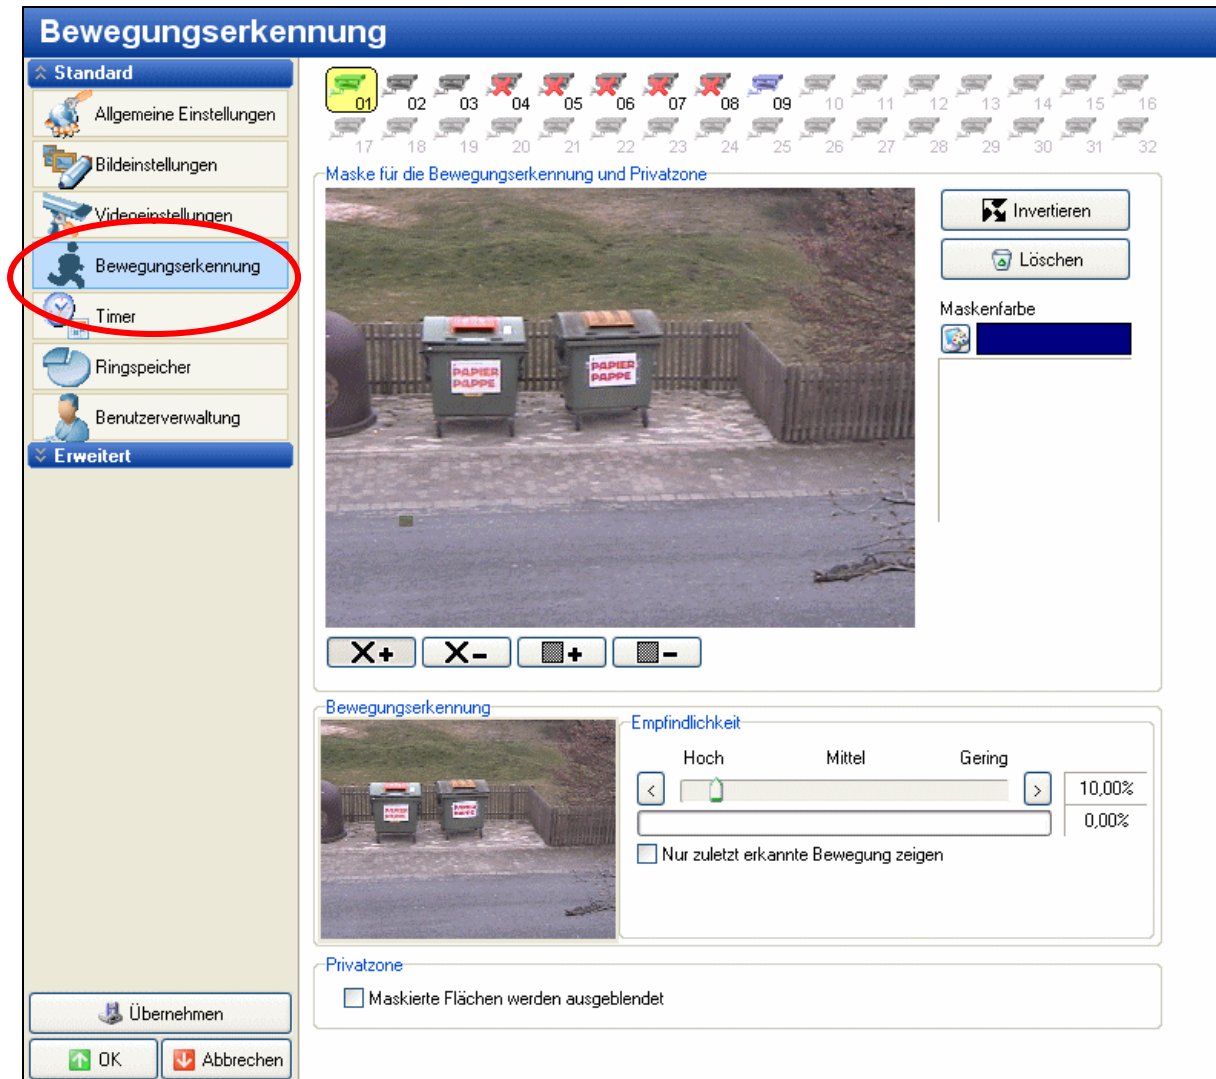 Bewegungserkennung
Standard
Allgemeine Einstellungen
Bildeinstellungen
Videoeinstellungen
Bewegungserkennung
Timer
Ringspeicher
Benutzerverwaltung
Erweitert
Übernehmen
OK Abbrechen
01 02 03 04 05 06 07 08 09 10 11 12 13 14 15 16
17 18 19 20 21 22 23 24 25 26 27 28 29 30 31 32
Maske für die Bewegungserkennung und Privatzone
PAPIER
PAPPE
PAPIER
PAPPE
Invertieren
Löschen
Maskenfarbe
X+ X- + -
Bewegungserkennung
PAPIER
PAPPE
PAPIER
PAPPE
Empfindlichkeit
Hoch Mittel Gering
< > 10,00%
0,00%
Nur zuletzt erkannte Bewegung zeigen
Privatzone
Maskierte Flächen werden ausgeblendet